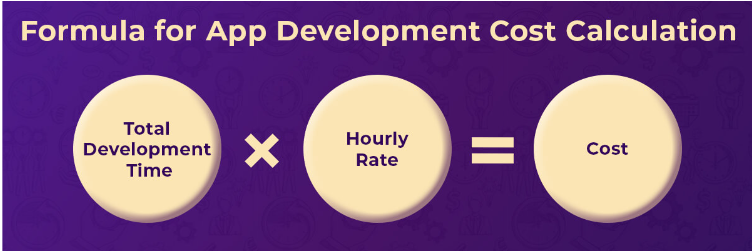 Formula for App Development Cost Calculation
Total
Development
Time
×
Hourly
Rate
=
Cost